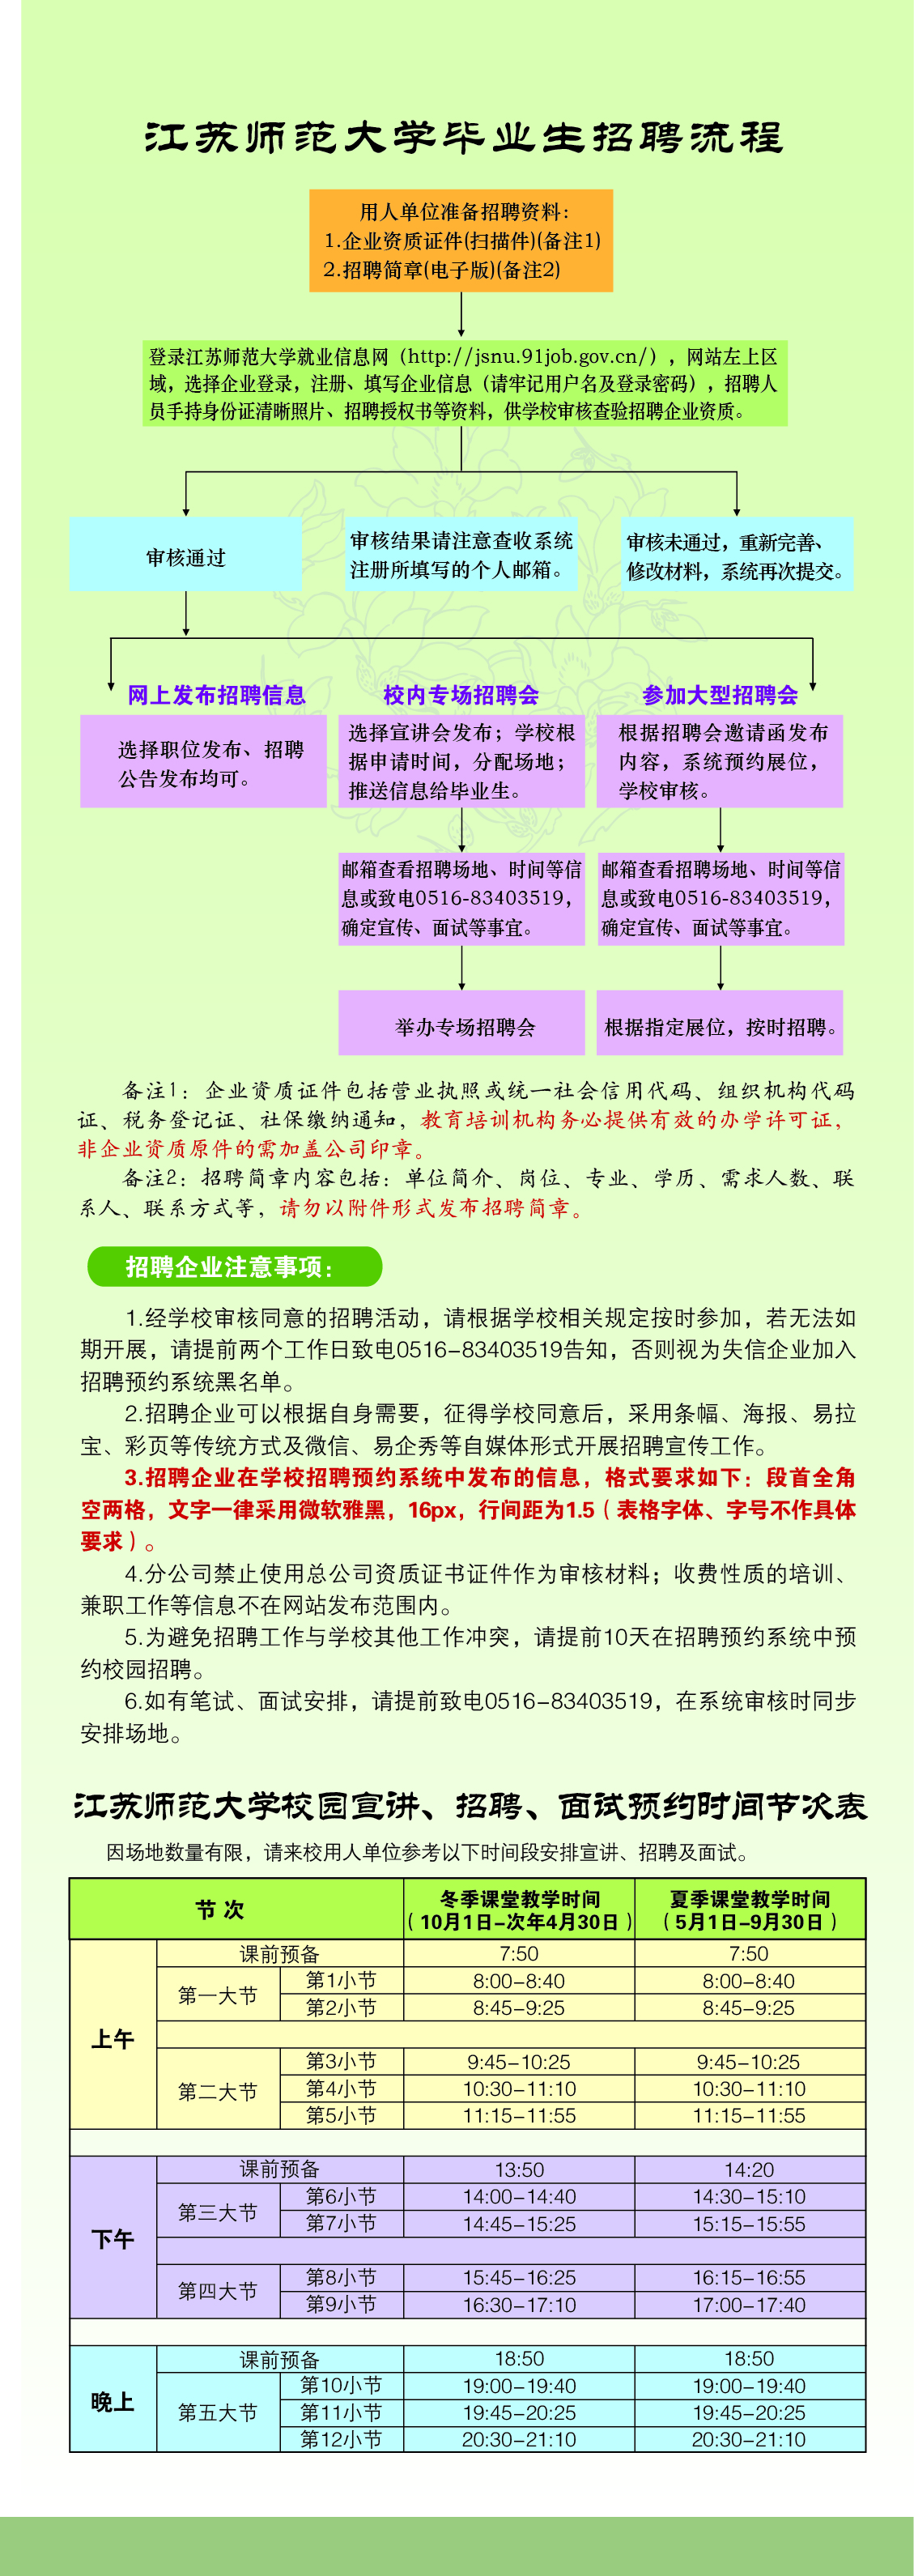 江苏师范大学毕业生招聘流程
用人单位准备招聘资料：
1.企业资质证件(扫描件)(备注1)
2.招聘简章(电子版)(备注2)
登录江苏师范大学就业信息网（http://jsnu.91job.gov.cn/），网站左上区
域，选择企业登录，注册、填写企业信息（请牢记用户名及登录密码），招聘人
员手持身份证清晰照片、招聘授权书等资料，供学校审核查验招聘企业资质。
审核通过
审核结果请注意查收系统
注册所填写的个人邮箱。
审核未通过，重新完善、
修改材料，系统再次提交。
网上发布招聘信息
选择职位发布、招聘
公告发布均可。
校内专场招聘会
选择宣讲会发布；学校根
据申请时间，分配场地；
推送信息给毕业生。
邮箱查看招聘场地、时间等信
息或致电0516-83403519，
确定宣传、面试等事宜。
举办专场招聘会
参加大型招聘会
根据招聘会邀请函发布
内容，系统预约展位，
学校审核。
邮箱查看招聘场地、时间等信
息或致电0516-83403519，
确定宣传、面试等事宜。
根据指定展位，按时招聘。
备注1：企业资质证件包括营业执照或统一社会信用代码、组织机构代码
证、税务登记证、社保缴纳通知，教育培训机构务必提供有效的办学许可证，
非企业资质原件的需加盖公司印章。
备注2：招聘简章内容包括：单位简介、岗位、专业、学历、需求人数、联
系人、联系方式等，请勿以附件形式发布招聘简章。
招聘企业注意事项：
1.经学校审核同意的招聘活动，请根据学校相关规定按时参加，若无法如
期开展，请提前两个工作日致电0516-83403519告知，否则视为失信企业加入
招聘预约系统黑名单。
2.招聘企业可以根据自身需要，征得学校同意后，采用条幅、海报、易拉
宝、彩页等传统方式及微信、易企秀等自媒体形式开展招聘宣传工作。
3.招聘企业在学校招聘预约系统中发布的信息，格式要求如下：段首全角
空两格，文字一律采用微软雅黑，16px，行间距为1.5（表格字体、字号不作具体
要求）。
4.分公司禁止使用总公司资质证书证件作为审核材料；收费性质的培训、
兼职工作等信息不在网站发布范围内。
5.为避免招聘工作与学校其他工作冲突，请提前10天在招聘预约系统中预
约校园招聘。
6.如有笔试、面试安排，请提前致电0516-83403519，在系统审核时同步
安排场地。
江苏师范大学校园宣讲、招聘、面试预约时间节次表
因场地数量有限，请来校用人单位参考以下时间段安排宣讲、招聘及面试。
节 次
冬季课堂教学时间
（10月1日-次年4月30日）
夏季课堂教学时间
（5月1日-9月30日）
上午
课前预备 7:50 7:50
第一大节
第1小节 8:00-8:40 8:00-8:40
第2小节 8:45-9:25 8:45-9:25
第二大节
第3小节 9:45-10:25 9:45-10:25
第4小节 10:30-11:10 10:30-11:10
第5小节 11:15-11:55 11:15-11:55
下午
课前预备 13:50 14:20
第三大节
第6小节 14:00-14:40 14:30-15:10
第7小节 14:45-15:25 15:15-15:55
第四大节
第8小节 15:45-16:25 16:15-16:55
第9小节 16:30-17:10 17:00-17:40
晚上
课前预备 18:50 18:50
第五大节
第10小节 19:00-19:40 19:00-19:40
第11小节 19:45-20:25 19:45-20:25
第12小节 20:30-21:10 20:30-21:10